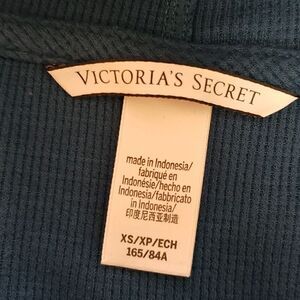 VICTORIA'S SECRET
made in Indonesia/
fabriqué en
Indonésie/hecho en
Indonesia/fabbricato
in Indonesia/
印度尼西亚制造
XS/XP/ECH
165/84A